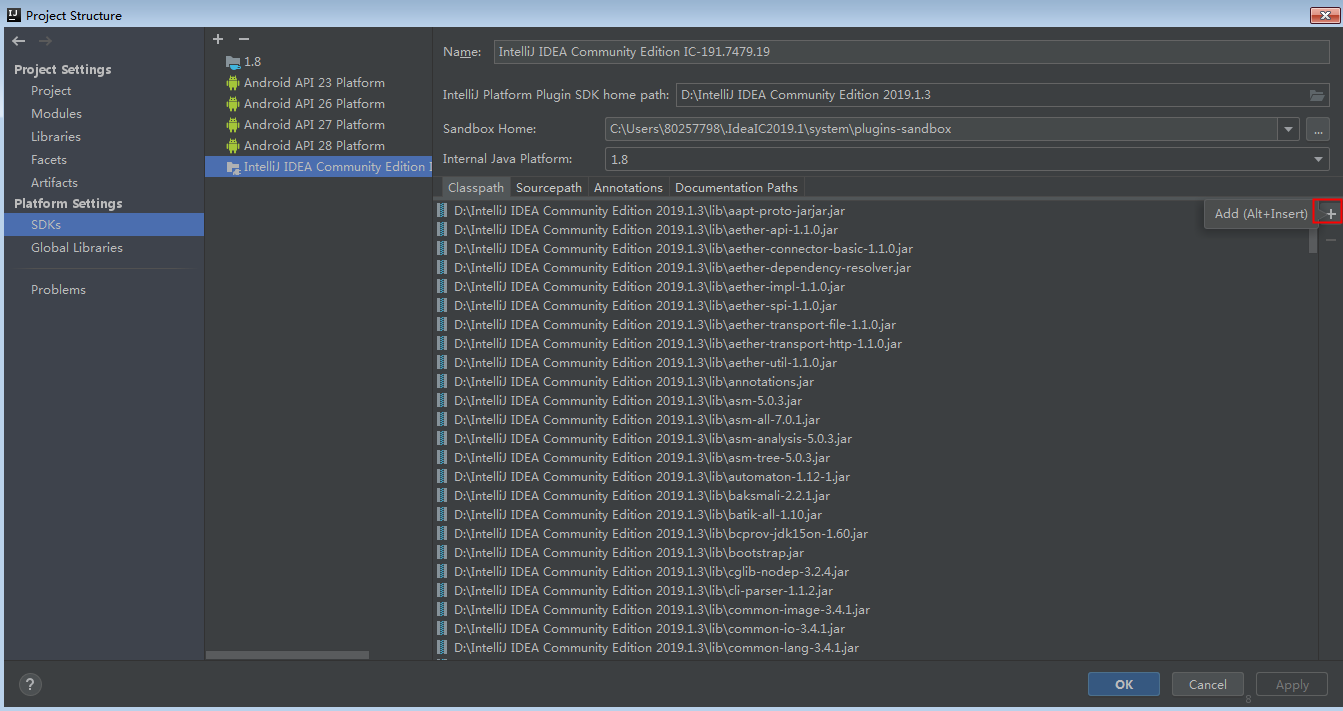 Project Structure
Project Settings
Project
Modules
Libraries
Facets
Artifacts
Platform Settings
SDKs
Global Libraries
Problems
1.8
Android API 23 Platform
Android API 26 Platform
Android API 27 Platform
Android API 28 Platform
IntelliJ IDEA Community Edition I
Name: IntelliJ IDEA Community Edition IC-191.7479.19
IntelliJ Platform Plugin SDK home path: D:\IntelliJ IDEA Community Edition 2019.1.3
Sandbox Home: C:\Users\80257798\.IdeaIC2019.1\system\plugins-sandbox ...
Internal Java Platform: 1.8
Classpath Sourcepath Annotations Documentation Paths
Add (Alt+Insert)
D:\IntelliJ IDEA Community Edition 2019.1.3\lib\aapt-proto-jarjar.jar
D:\IntelliJ IDEA Community Edition 2019.1.3\lib\aether-api-1.1.0.jar
D:\IntelliJ IDEA Community Edition 2019.1.3\lib\aether-connector-basic-1.1.0.jar
D:\IntelliJ IDEA Community Edition 2019.1.3\lib\aether-dependency-resolver.jar
D:\IntelliJ IDEA Community Edition 2019.1.3\lib\aether-impl-1.1.0.jar
D:\IntelliJ IDEA Community Edition 2019.1.3\lib\aether-spi-1.1.0.jar
D:\IntelliJ IDEA Community Edition 2019.1.3\lib\aether-transport-file-1.1.0.jar
D:\IntelliJ IDEA Community Edition 2019.1.3\lib\aether-transport-http-1.1.0.jar
D:\IntelliJ IDEA Community Edition 2019.1.3\lib\aether-util-1.1.0.jar
D:\IntelliJ IDEA Community Edition 2019.1.3\lib\annotations.jar
D:\IntelliJ IDEA Community Edition 2019.1.3\lib\asm-5.0.3.jar
D:\IntelliJ IDEA Community Edition 2019.1.3\lib\asm-all-7.0.1.jar
D:\IntelliJ IDEA Community Edition 2019.1.3\lib\asm-analysis-5.0.3.jar
D:\IntelliJ IDEA Community Edition 2019.1.3\lib\asm-tree-5.0.3.jar
D:\IntelliJ IDEA Community Edition 2019.1.3\lib\automaton-1.12-1.jar
D:\IntelliJ IDEA Community Edition 2019.1.3\lib\baksmali-2.2.1.jar
D:\IntelliJ IDEA Community Edition 2019.1.3\lib\batik-all-1.10.jar
D:\IntelliJ IDEA Community Edition 2019.1.3\lib\bcprov-jdk15on-1.60.jar
D:\IntelliJ IDEA Community Edition 2019.1.3\lib\bootstrap.jar
D:\IntelliJ IDEA Community Edition 2019.1.3\lib\cglib-nodep-3.2.4.jar
D:\IntelliJ IDEA Community Edition 2019.1.3\lib\cli-parser-1.1.2.jar
D:\IntelliJ IDEA Community Edition 2019.1.3\lib\common-image-3.4.1.jar
D:\IntelliJ IDEA Community Edition 2019.1.3\lib\common-io-3.4.1.jar
D:\IntelliJ IDEA Community Edition 2019.1.3\lib\common-lang-3.4.1.jar
? OK Cancel Apply
8